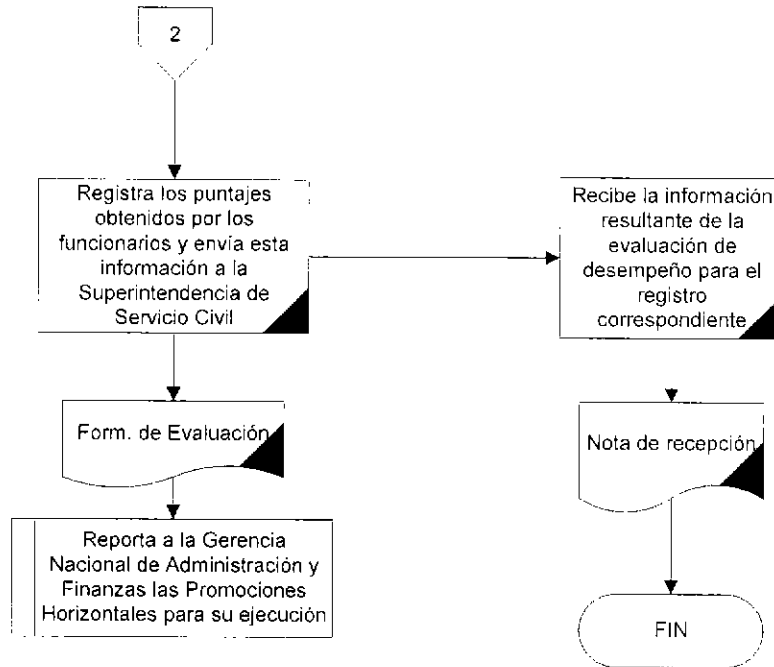 2
Registra los puntajes
obtenidos por los
funcionarios y envía esta
información a la
Superintendencia de
Servicio Civil
Recibe la información
resultante de la
evaluación de
desempeño para el
registro
correspondiente
Form. de Evaluación
Nota de recepción
Reporta a la Gerencia
Nacional de Administración y
Finanzas las Promociones
Horizontales para su ejecución
FIN